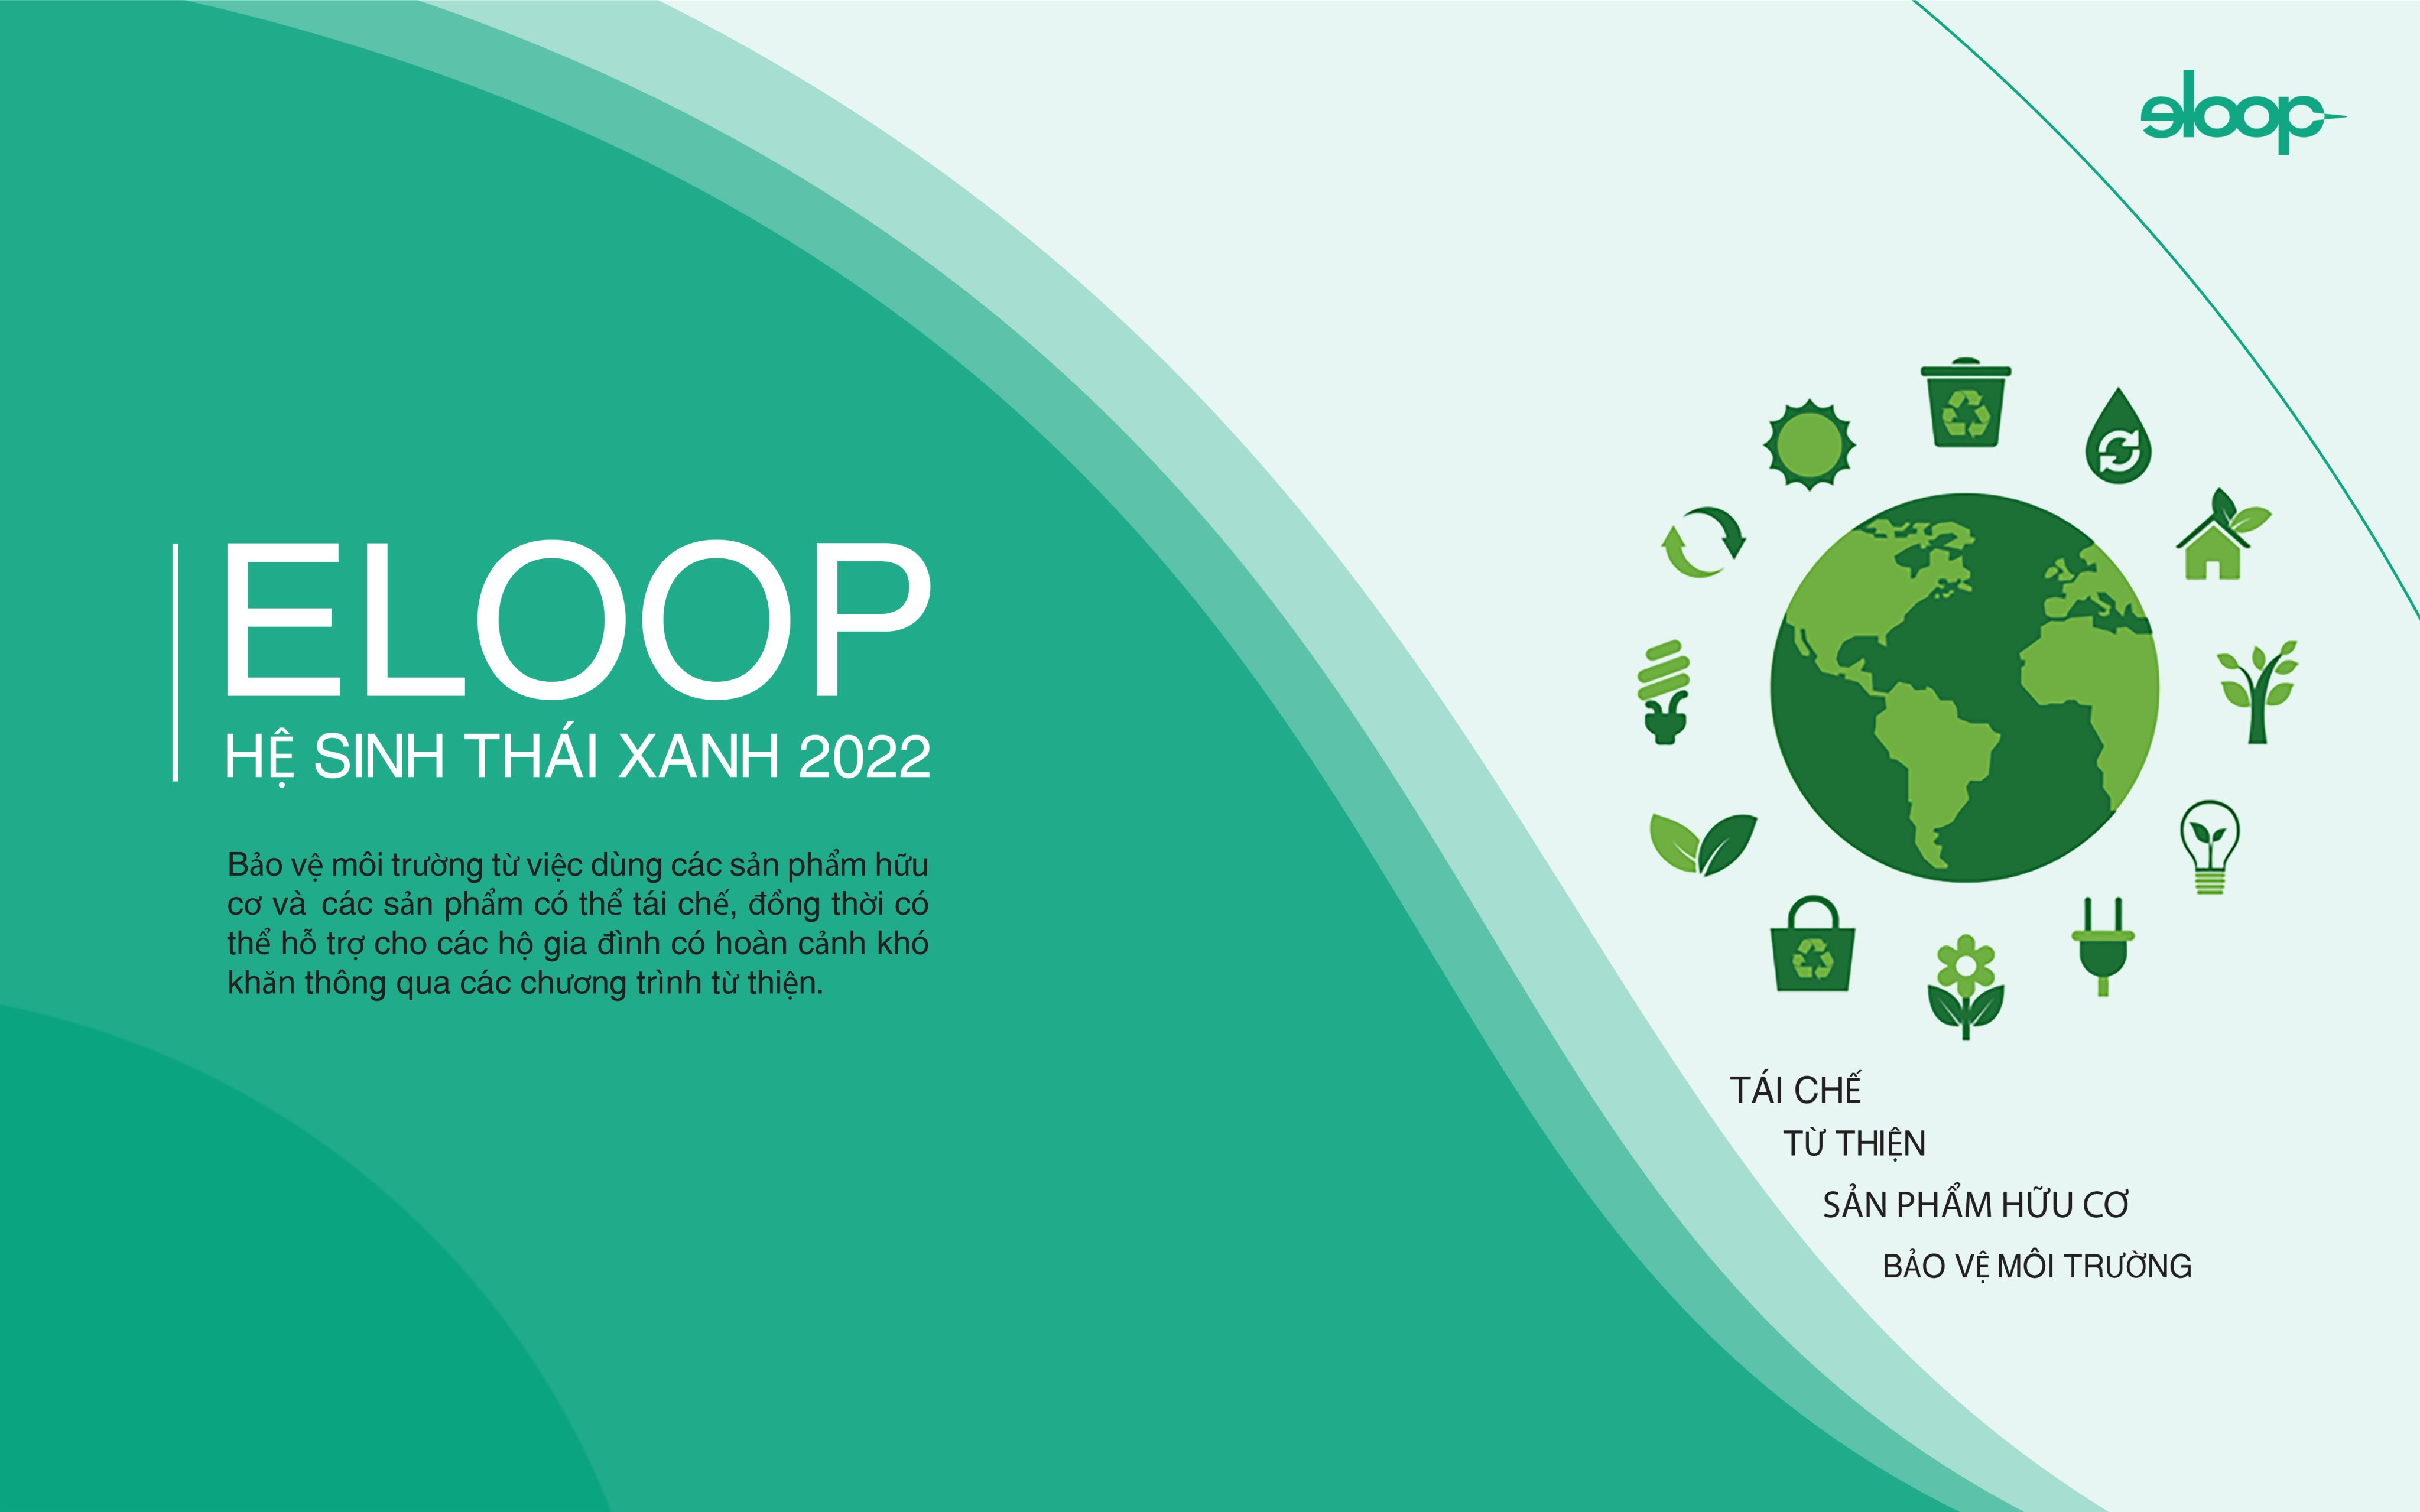 eloop
ELOOP
HỆ SINH THÁI XANH 2022
Bảo vệ môi trường từ việc dùng các sản phẩm hữu
cơ và các sản phẩm có thể tái chế, đồng thời có
thể hỗ trợ cho các hộ gia đình có hoàn cảnh khó
khăn thông qua các chương trình từ thiện.
TÁI CHẾ
TỪ THIỆN
SẢN PHẨM HỮU CƠ
BẢO VỆ MÔI TRƯỜNG